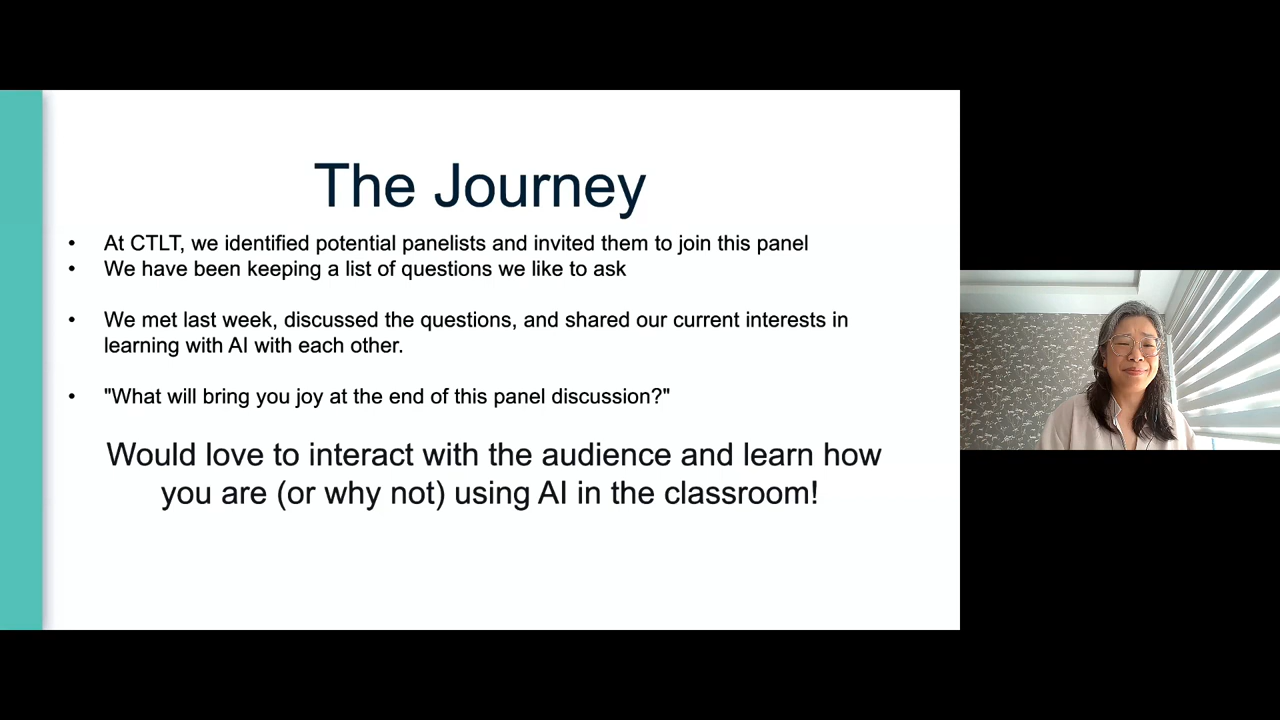 The Journey
• At CTLT, we identified potential panelists and invited them to join this panel
• We have been keeping a list of questions we like to ask
• We met last week, discussed the questions, and shared our current interests in
learning with AI with each other.
• "What will bring you joy at the end of this panel discussion?"
Would love to interact with the audience and learn how
you are (or why not) using AI in the classroom!